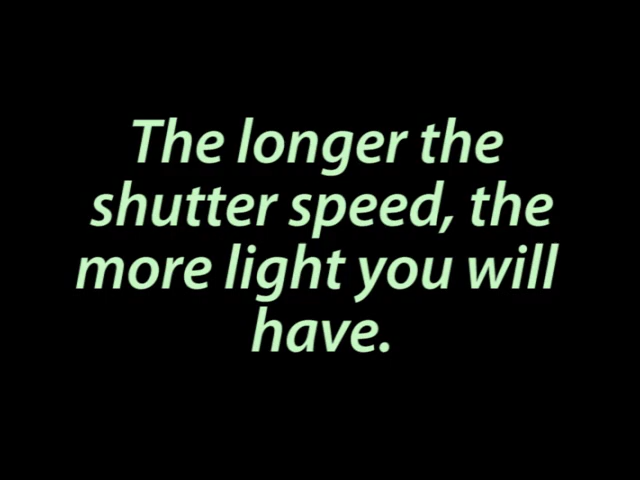 The longer the
shutter speed, the
more light you will
have.